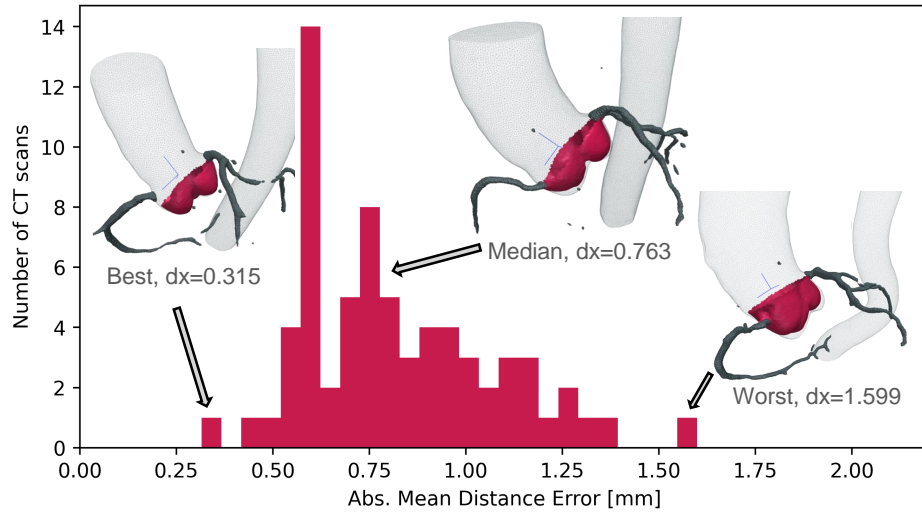 14
12
10
8
6
4
2
0
Number of CT scans
Best, dx=0.315
Median, dx=0.763
Worst, dx=1.599
0.00 0.25 0.50 0.75 1.00 1.25 1.50 1.75 2.00
Abs. Mean Distance Error [mm]